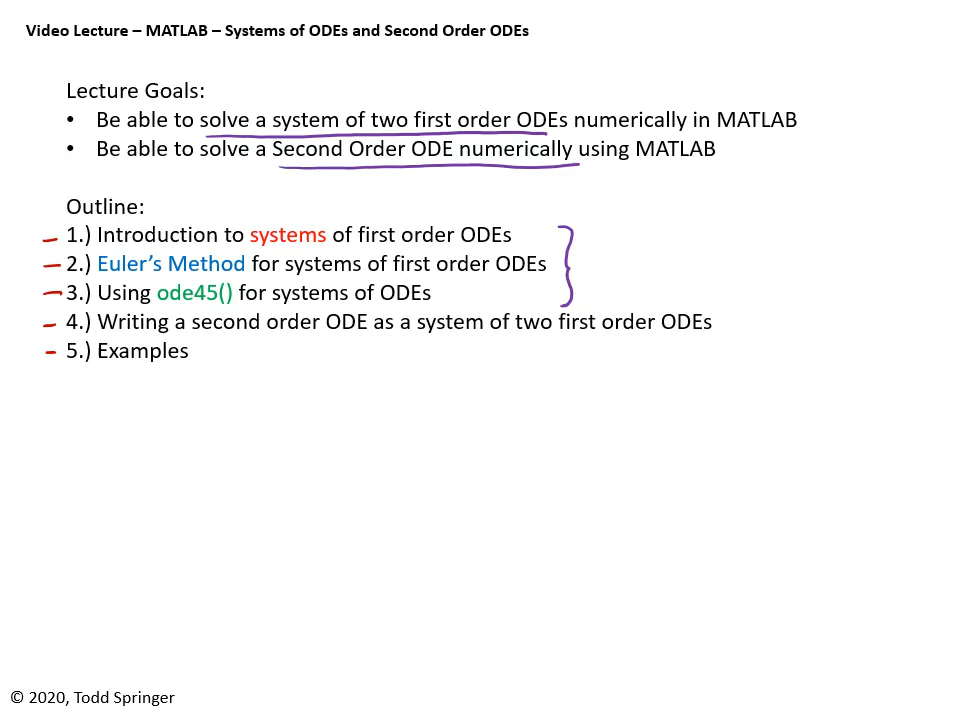 Video Lecture – MATLAB – Systems of ODEs and Second Order ODEs
Lecture Goals:
• Be able to solve a system of two first order ODEs numerically in MATLAB
• Be able to solve a Second Order ODE numerically using MATLAB
Outline:
1.) Introduction to systems of first order ODEs
2.) Euler’s Method for systems of first order ODEs
3.) Using ode45() for systems of ODEs
4.) Writing a second order ODE as a system of two first order ODEs
5.) Examples
© 2020, Todd Springer